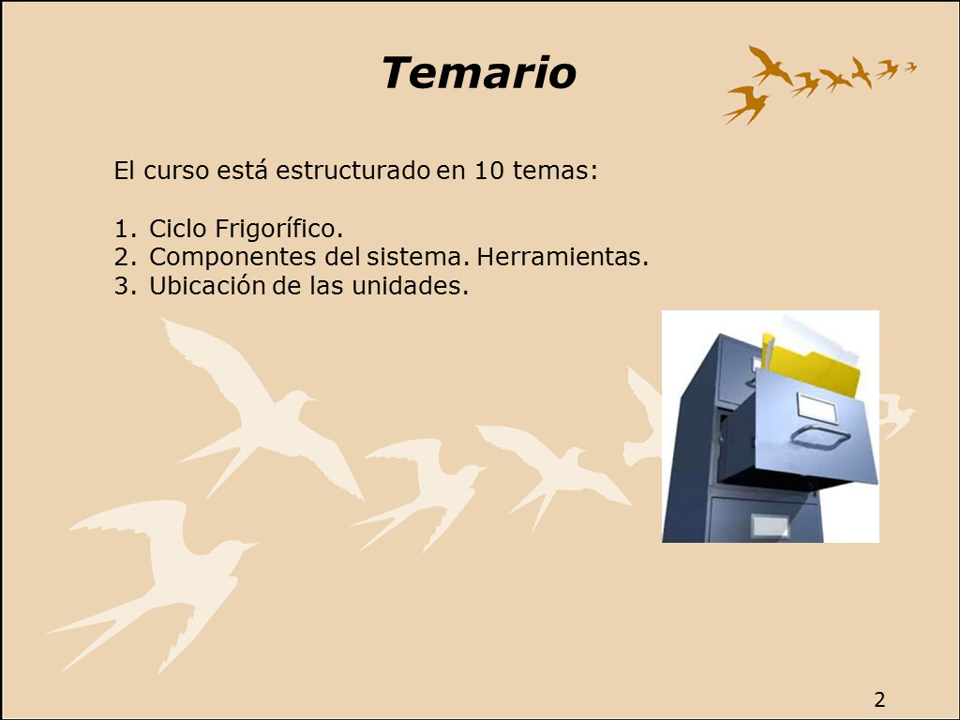 Temario
El curso está estructurado en 10 temas:
1. Ciclo Frigorífico.
2. Componentes del sistema. Herramientas.
3. Ubicación de las unidades.
2